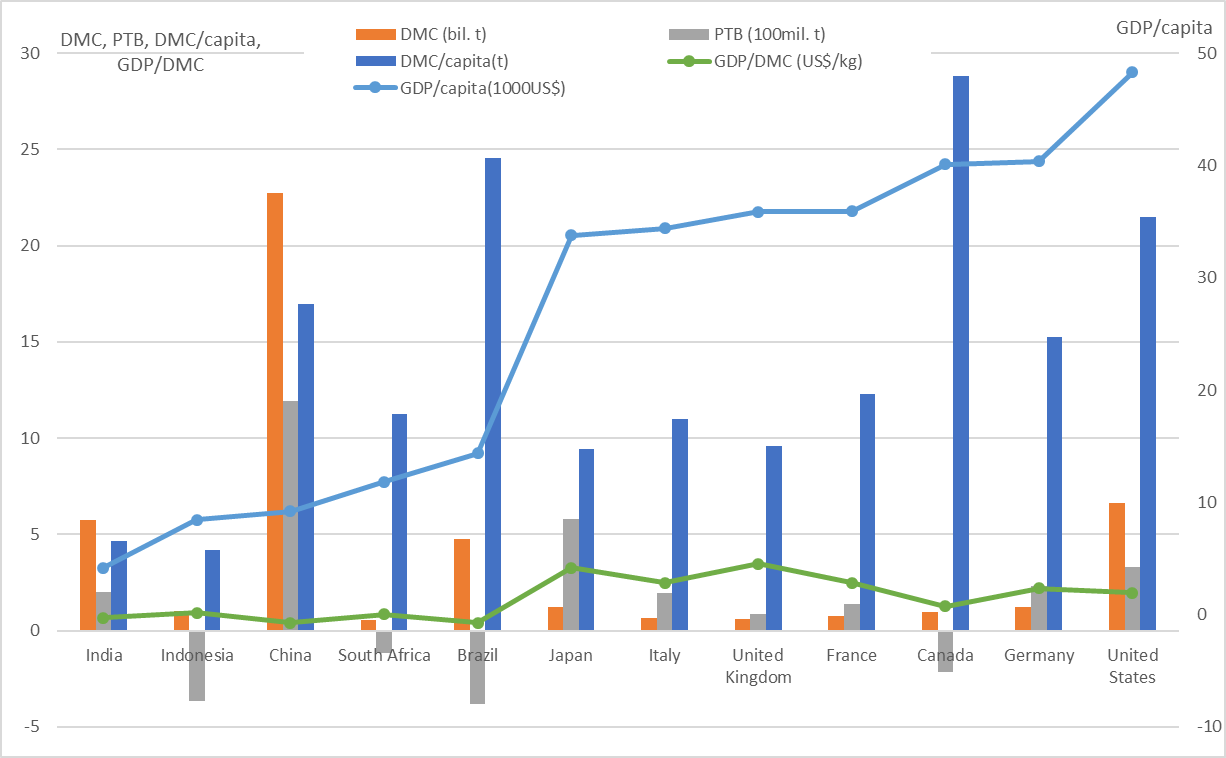 DMC, PTB, DMC/capita,
GDP/DMC
DMC (bil. t)
PTB (100mil. t)
DMC/capita(t)
GDP/DMC (US$/kg)
GDP/capita(1000US$)
GDP/capita
30
25
20
15
10
5
0
-5
50
40
30
20
10
0
-10
India
Indonesia
China
South Africa
Brazil
Japan
Italy
United
Kingdom
France
Canada
Germany
United
States